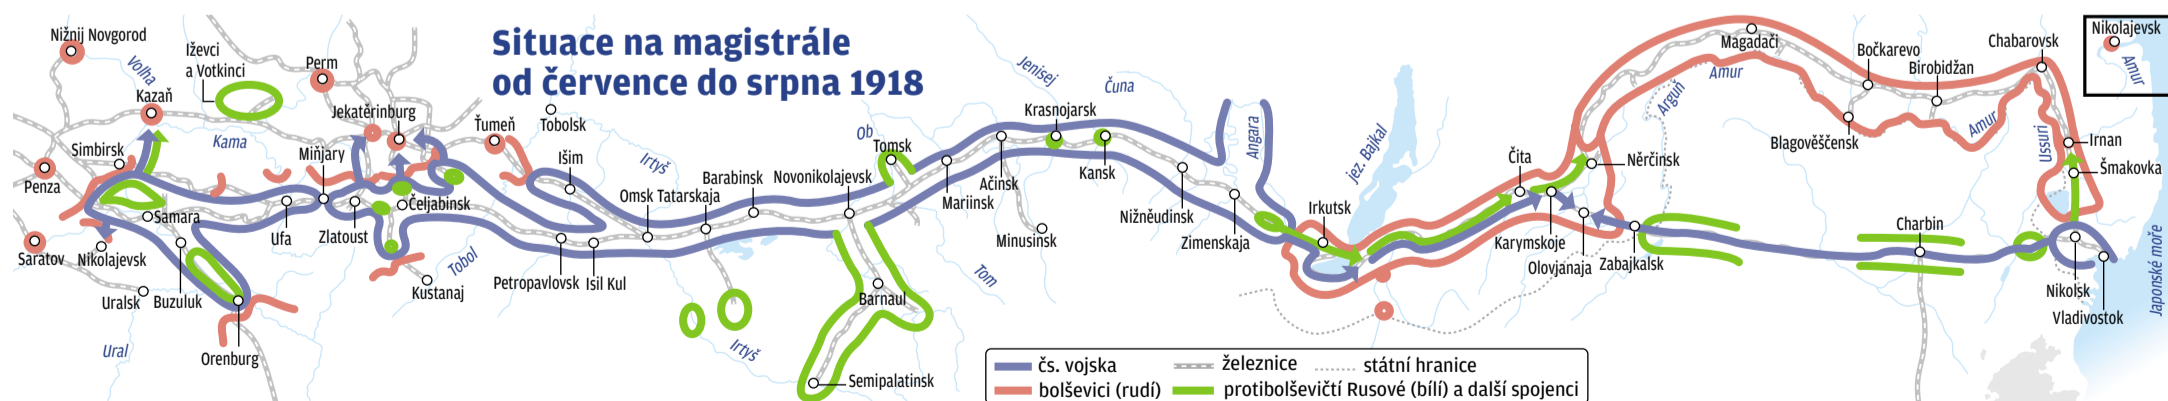 Situace na magistrále
od července do srpna 1918
Nižnij Novgorod
Volha
Iževci
a Votkinci
Perm
Kazaň
Jekatěrinburg
Kama
Simbirsk
Miňjary
Ťumeň
Tobolsk
Penza
Samara
Išim
Irtyš
Ufa
Zlatoust
Čeljabinsk
Omsk
Tatarskaja
Barabinsk
Novonikolajevsk
Ob
Tomsk
Saratov
Nikolajevsk
Uralsk
Buzuluk
Tobol
Kustanaj
Petropavlovsk
Isil Kul
Ural
Orenburg
Irtyš
Barnaul
Semipalatinsk
Mariinsk
Ačinsk
Krasnojarsk
Jenisej
Čuna
Kansk
Minusinsk
Tom
Nižněudinsk
Zimenskaja
Angara
Irkutsk
jez. Bajkal
Čita
Karymskoje
Olovjanaja
Něrčinsk
Zabajkalsk
Arguň
Magadači
Amur
Bočkarevo
Birobidžan
Blagověščensk
Amur
Chabarovsk
Nikolajevsk
Amur
Ussuri
Irnan
Šmakovka
Charbin
Nikolsk
Vladivostok
Japonské moře
čs. vojska
železnice
státní hranice
bolševici (rudí)
protibolševičtí Rusové (bílí) a další spojenci